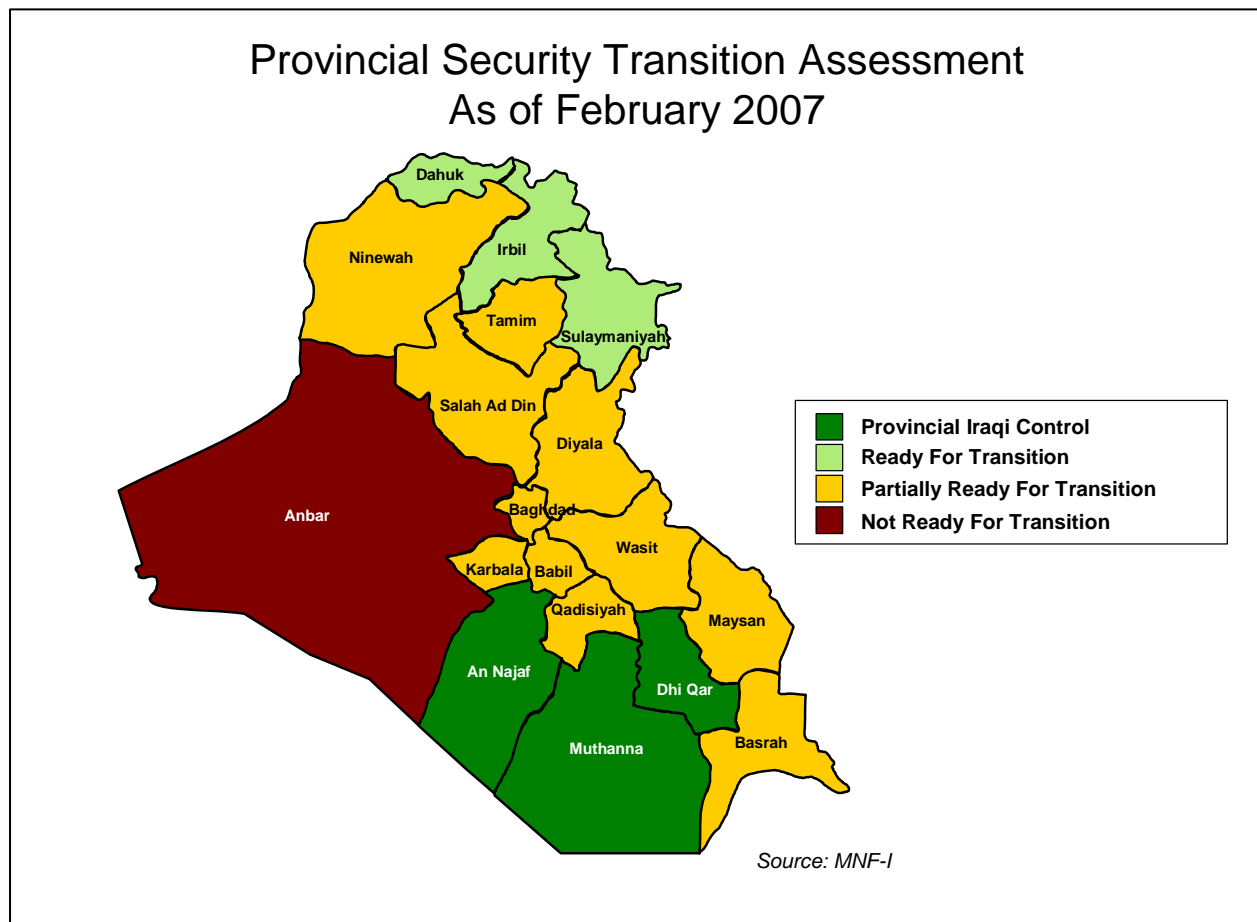 Provincial Security Transition Assessment
As of February 2007
Dahuk
Irbil
Ninewah
Tamim
Sulaymaniyah
Salah Ad Din
Diyala
Provincial Iraqi Control
Ready For Transition
Partially Ready For Transition
Not Ready For Transition
Anbar
Baghdad
Wasit
Karbala
Babil
Qadisiyah
Maysan
An Najaf
Dhi Qar
Muthanna
Basrah
Source: MNF-I